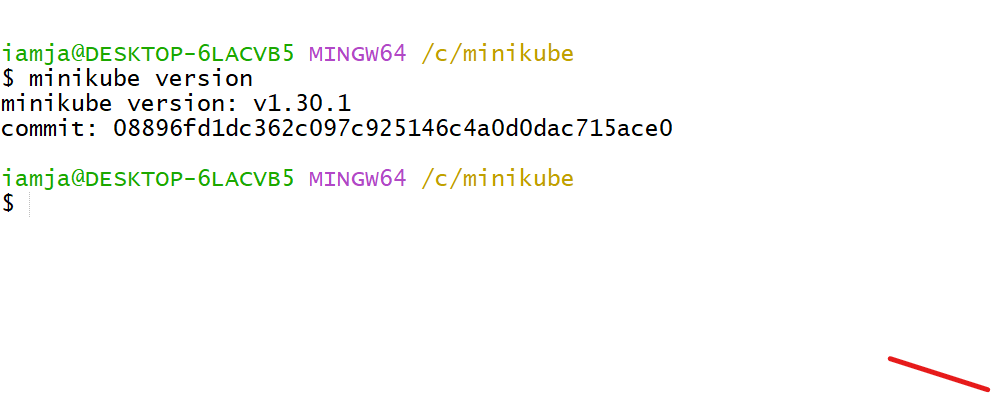 iamja@DESKTOP-6LACVB5 MINGW64 /c/minikube
$ minikube version
minikube version: v1.30.1
commit: 08896fd1dc362c097c925146c4a0d0dac715ace0
iamja@DESKTOP-6LACVB5 MINGW64 /c/minikube
$